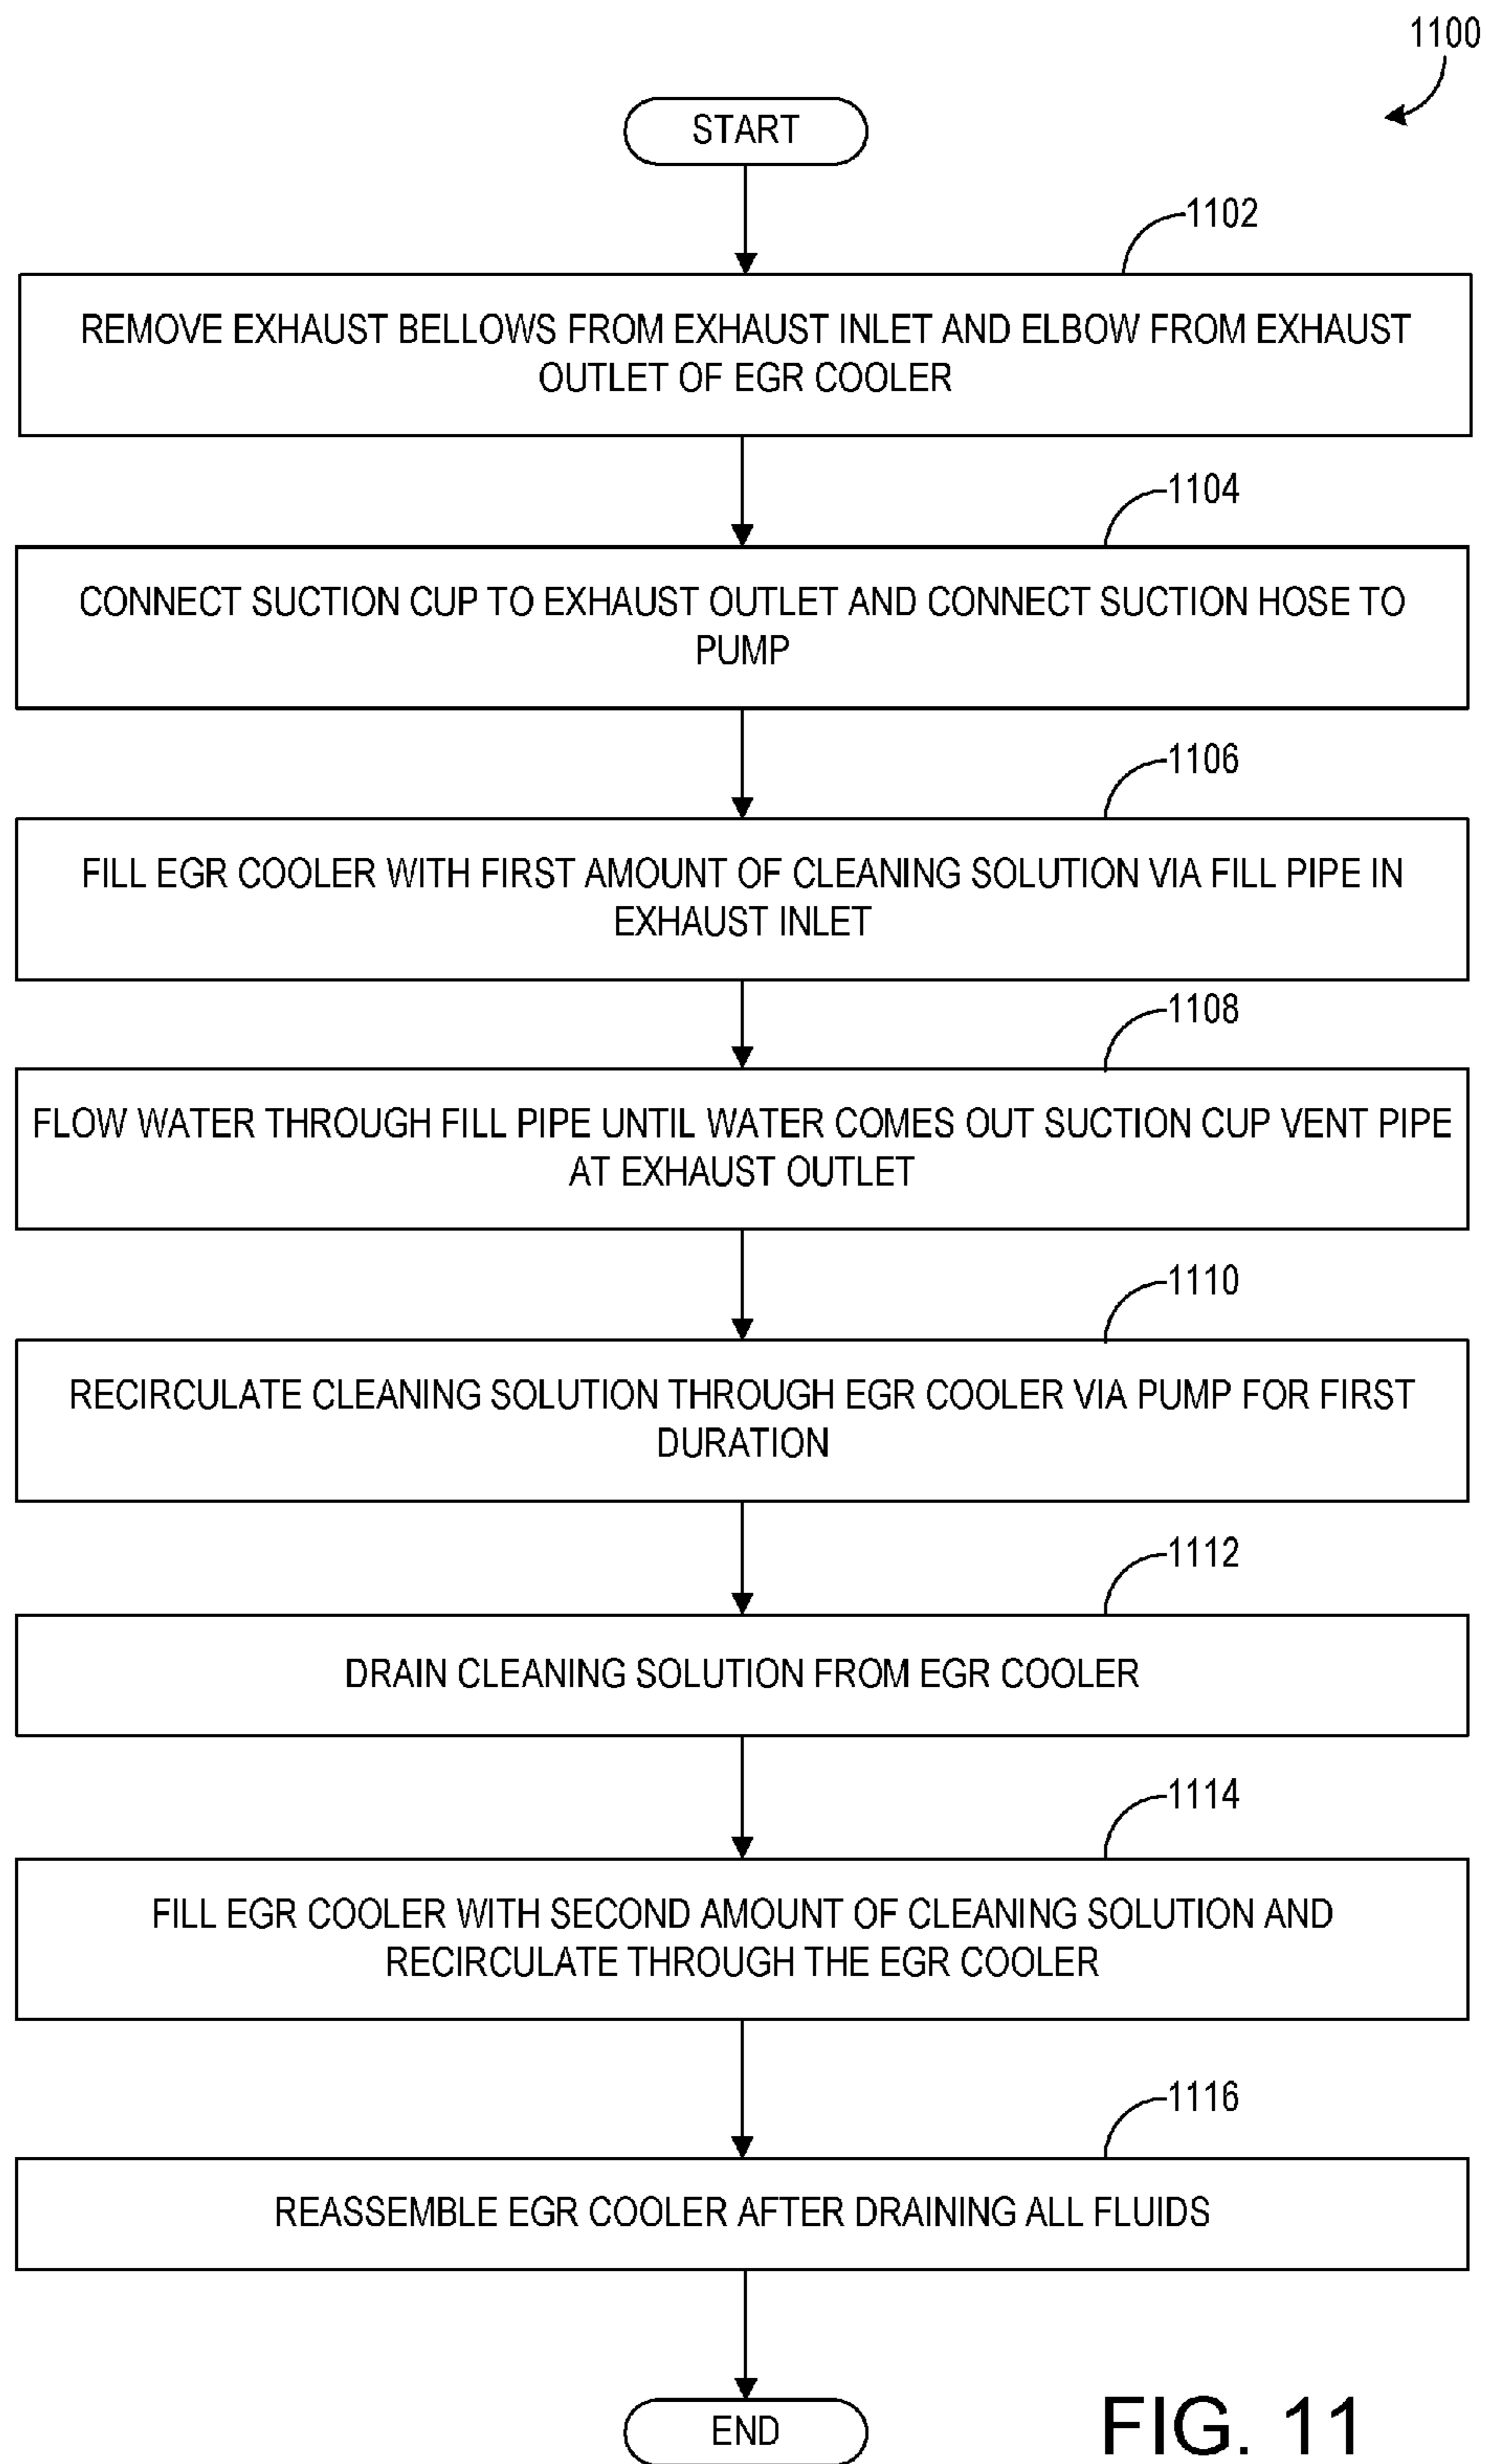 1100
START
1102
REMOVE EXHAUST BELLOWS FROM EXHAUST INLET AND ELBOW FROM EXHAUST
OUTLET OF EGR COOLER
1104
CONNECT SUCTION CUP TO EXHAUST OUTLET AND CONNECT SUCTION HOSE TO
PUMP
1106
FILL EGR COOLER WITH FIRST AMOUNT OF CLEANING SOLUTION VIA FILL PIPE IN
EXHAUST INLET
1108
FLOW WATER THROUGH FILL PIPE UNTIL WATER COMES OUT SUCTION CUP VENT PIPE
AT EXHAUST OUTLET
1110
RECIRCULATE CLEANING SOLUTION THROUGH EGR COOLER VIA PUMP FOR FIRST
DURATION
1112
DRAIN CLEANING SOLUTION FROM EGR COOLER
1114
FILL EGR COOLER WITH SECOND AMOUNT OF CLEANING SOLUTION AND
RECIRCULATE THROUGH THE EGR COOLER
1116
REASSEMBLE EGR COOLER AFTER DRAINING ALL FLUIDS
END
FIG. 11